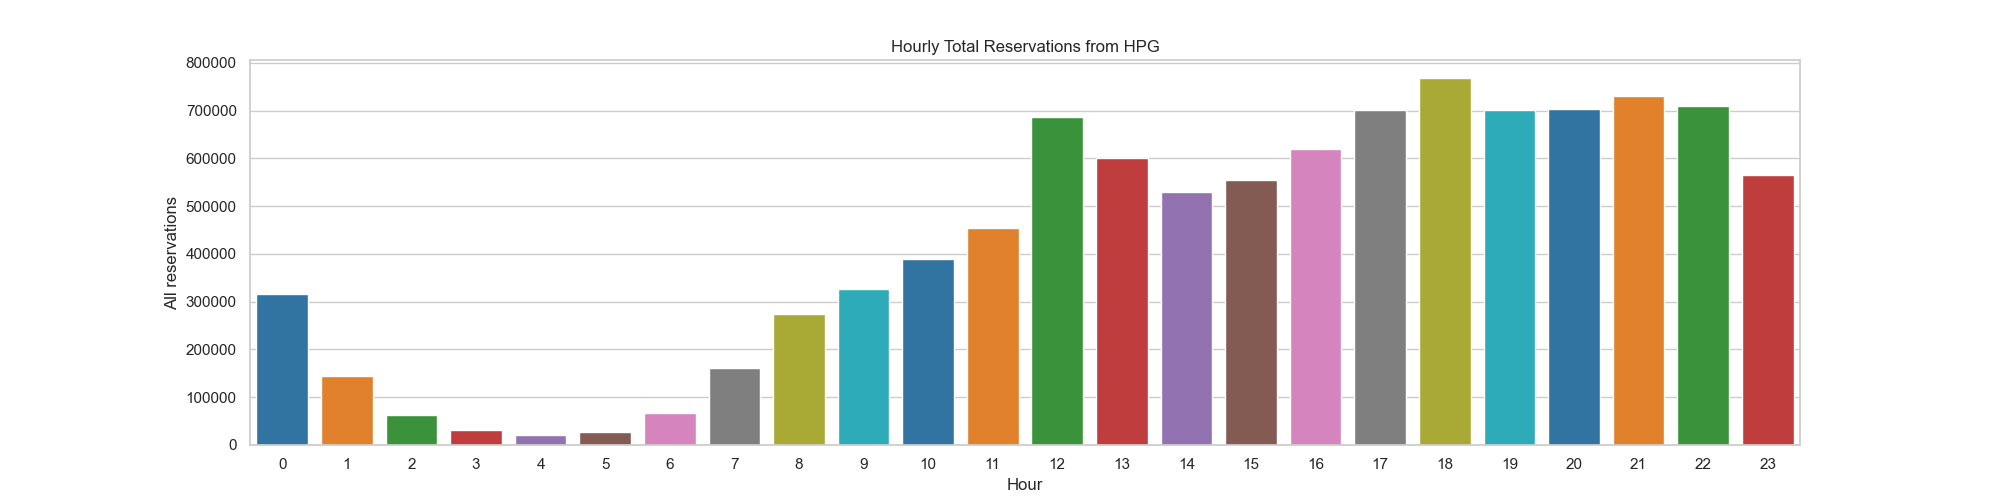 Hourly Total Reservations from HPG
800000
700000
600000
500000
400000
300000
200000
100000
0
All reservations
0 1 2 3 4 5 6 7 8 9 10 11 12 13 14 15 16 17 18 19 20 21 22 23
Hour